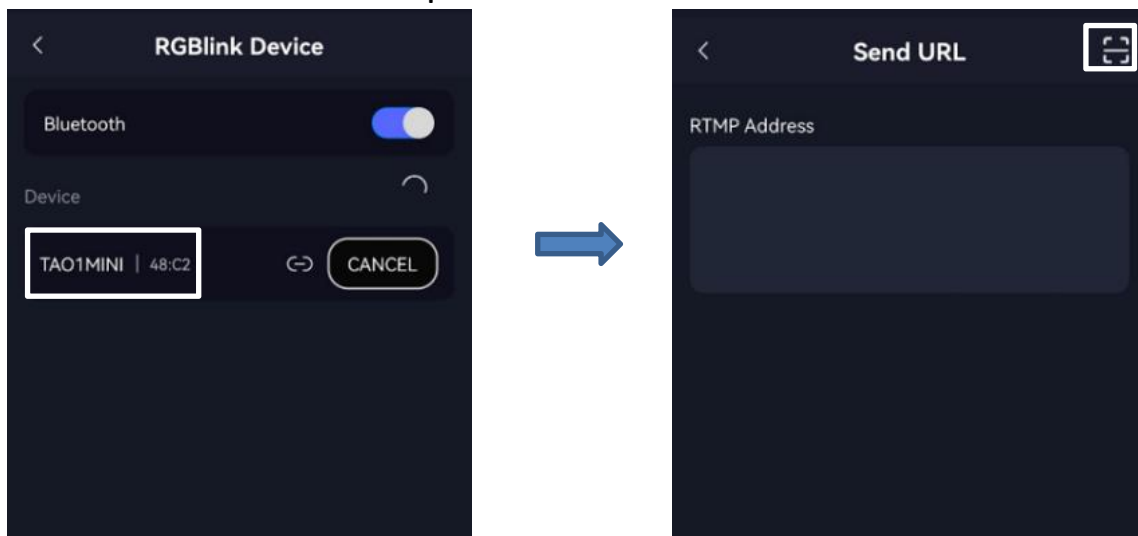 RGBlink Device
Bluetooth
Device
TAO1MINI | 48:C2
CANCEL
Send URL
RTMP Address